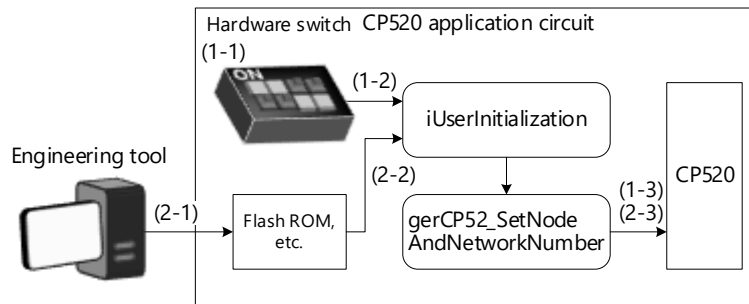 Hardware switch CP520 application circuit
(1-1)
ON
(1-2)
iUserInitialization
CP520
Engineering tool
(2-1)
(2-2)
Flash ROM,
etc.
gerCP52_SetNode
AndNetworkNumber
(1-3)
(2-3)